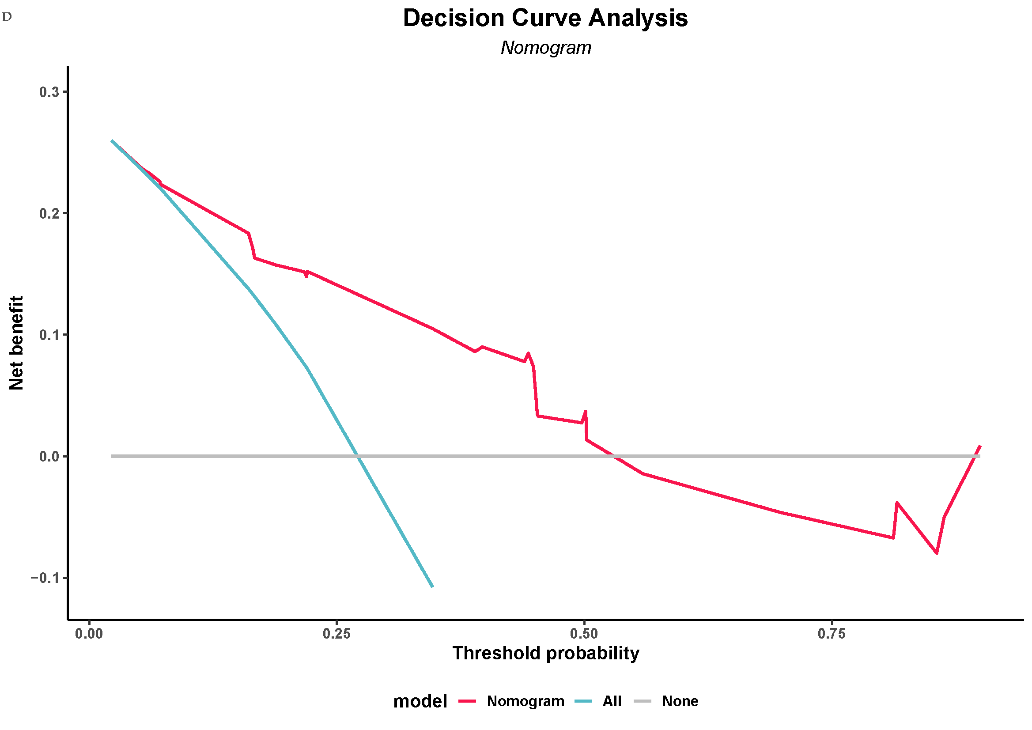 D
Decision Curve Analysis
Nomogram
0.3
0.2
0.1
0.0
−0.1
Net benefit
0.00 0.25 0.50 0.75
Threshold probability
model Nomogram All None